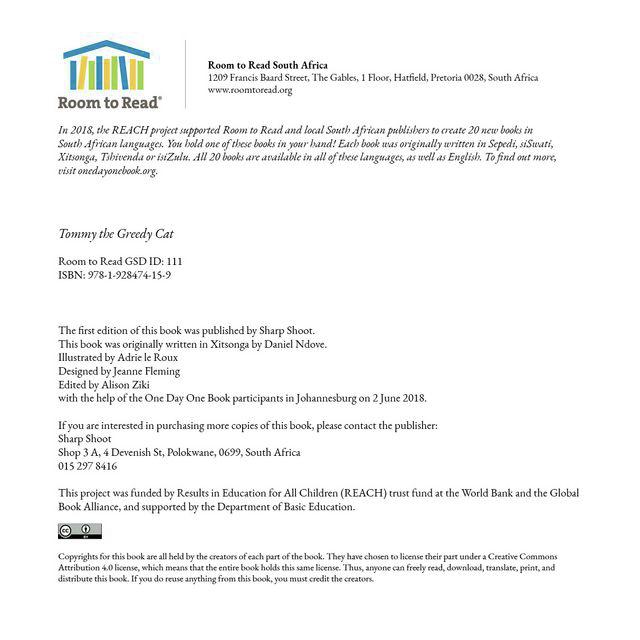 Room to Read®
Room to Read South Africa
1209 Francis Baard Street, The Gables, 1 Floor, Hatfield, Pretoria 0028, South Africa
www.roomtoread.org
In 2018, the REACH project supported Room to Read and local South African publishers to create 20 new books in
South African languages. You hold one of these books in your hand! Each book was originally written in Sepedi, siSwati,
Xitsonga, Tshivenda or isiZulu. All 20 books are available in all of these languages, as well as English. To find out more,
visit onedayonebook.org.
Tommy the Greedy Cat
Room to Read GSD ID: 111
ISBN: 978-1-928474-15-9
The first edition of this book was published by Sharp Shoot.
This book was originally written in Xitsonga by Daniel Ndove.
Illustrated by Adrie le Roux
Designed by Jeanne Fleming
Edited by Alison Ziki
with the help of the One Day One Book participants in Johannesburg on 2 June 2018.
If you are interested in purchasing more copies of this book, please contact the publisher:
Sharp Shoot
Shop 3 A, 4 Devenish St, Polokwane, 0699, South Africa
015 297 8416
This project was funded by Results in Education for All Children (REACH) trust fund at the World Bank and the Global
Book Alliance, and supported by the Department of Basic Education.
cc BY
Copyrights for this book are all held by the creators of each part of the book. They have chosen to license their part under a Creative Commons
Attribution 4.0 license, which means that the entire book holds this same license. Thus, anyone can freely read, download, translate, print, and
distribute this book. If you do reuse anything from this book, you must credit the creators.